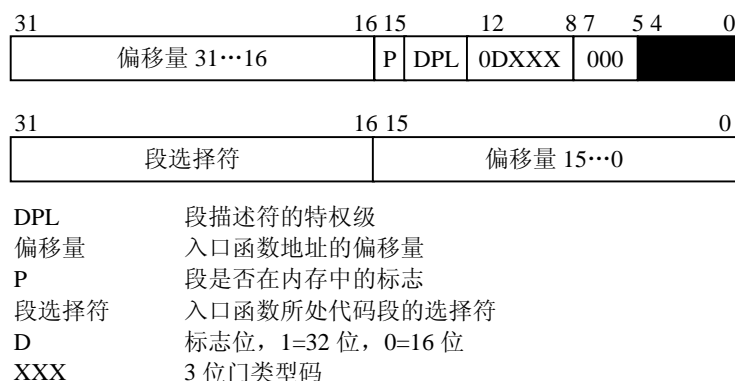 31 16 15 12 8 7 5 4 0
偏移量 31…16 P DPL 0DXXX 000
31 16 15 0
段选择符 偏移量 15…0
DPL 段描述符的特权级
偏移量 入口函数地址的偏移量
P 段是否在内存中的标志
段选择符 入口函数所处代码段的选择符
D 标志位，1=32 位，0=16 位
XXX 3 位门类型码